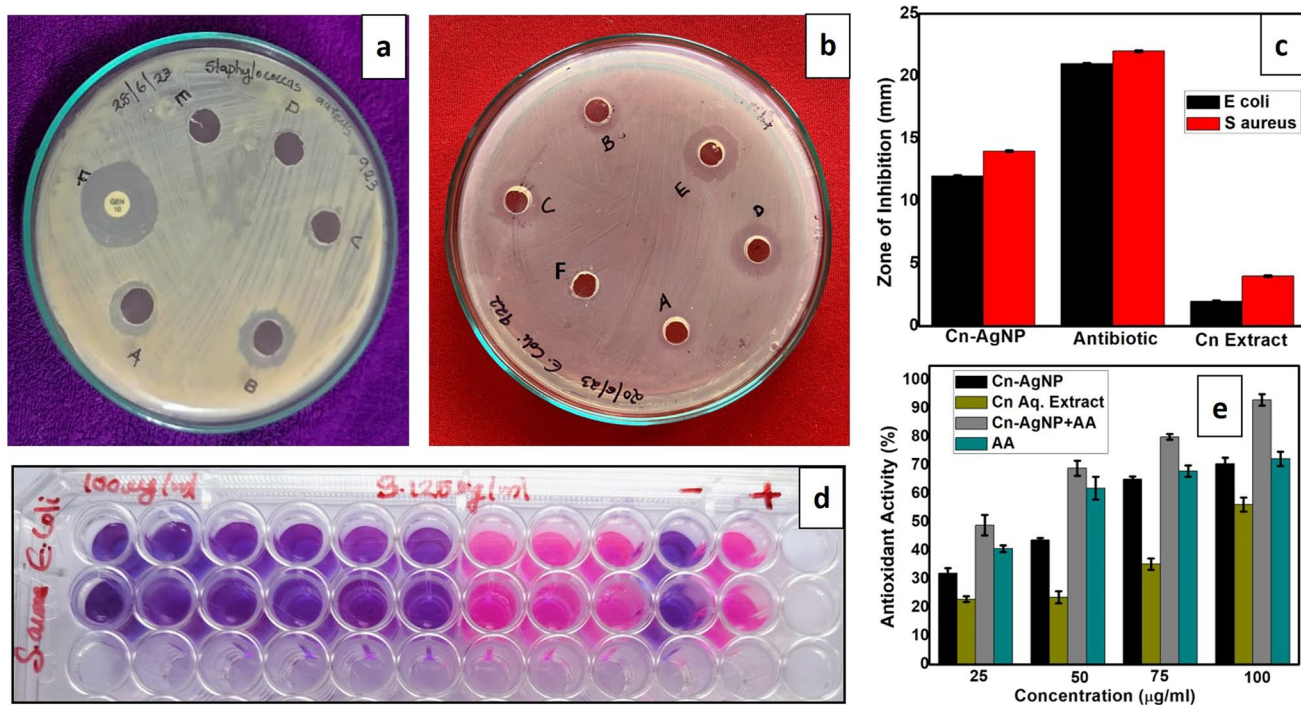 a
28/6/23
Staphylococcus
aureus
923
E
D
C
B
A
GEN
10
b
B
E
D
C
F
A
E.Coli 922
20/6/23
c
Zone of Inhibition (mm)
25
20
15
10
5
0
E coli
S aureus
Cn-AgNP Antibiotic Cn Extract
d
S.aureus E.Coli
- +
e
Antioxidant Activity (%)
100
90
80
70
60
50
40
30
20
10
0
Cn-AgNP
Cn Aq. Extract
Cn-AgNP+AA
AA
25 50 75 100
Concentration (µg/ml)